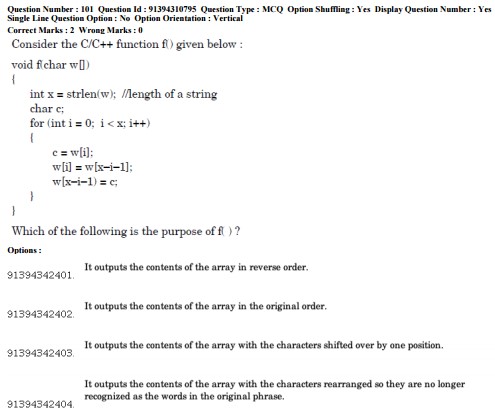 Question Number : 101 Question Id : 91394310795 Question Type : MCQ Option Shuffling : Yes Display Question Number : Yes
Single Line Question Option : No Option Orientation : Vertical
Correct Marks : 2 Wrong Marks : 0
Consider the C/C++ function f() given below :
void f(char w[])
{
int x = strlen(w); //length of a string
char c;
for (int i = 0; i < x; i++)
{
c = w[i];
w[i] = w[x–i–1];
w[x–i–1) = c;
}
}
Which of the following is the purpose of f( ) ?
Options :
91394342401. It outputs the contents of the array in reverse order.
91394342402. It outputs the contents of the array in the original order.
91394342403. It outputs the contents of the array with the characters shifted over by one position.
It outputs the contents of the array with the characters rearranged so they are no longer
91394342404. recognized as the words in the original phrase.